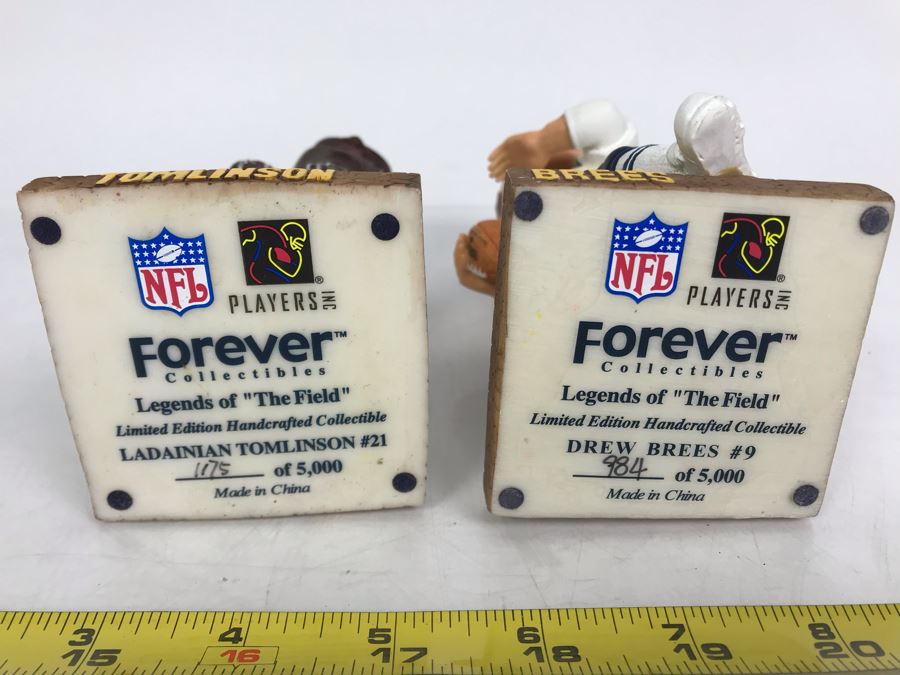 TOMLINSON
NFL
PLAYERS INC
®
Forever™
Collectibles
Legends of "The Field"
Limited Edition Handcrafted Collectible
LADAINIAN TOMLINSON #21
1175 of 5,000
Made in China
BREES
NFL
PLAYERS INC
®
Forever™
Collectibles
Legends of "The Field"
Limited Edition Handcrafted Collectible
DREW BREES #9
984 of 5,000
Made in China
3 4 5 6 7 8
15 16 17 18 19 20